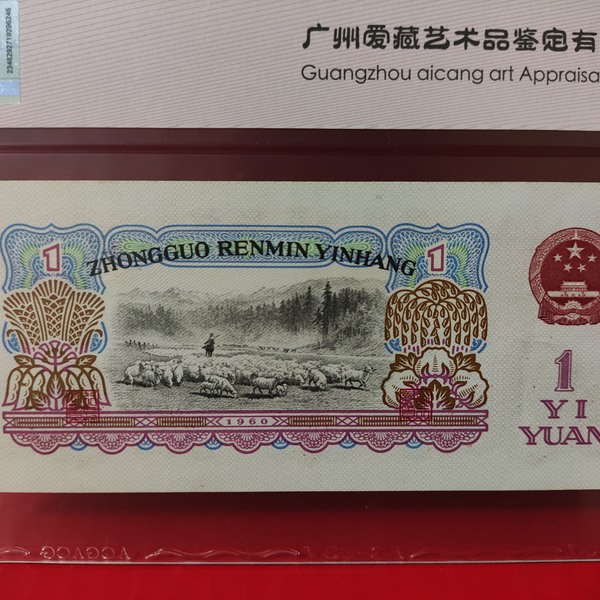 23462927719296246
广州爱藏艺术品鉴定有
Guangzhou aicang art Appraisa
ZHONGGUO RENMIN YINHANG
1
1
1960
1
YI
YUAN